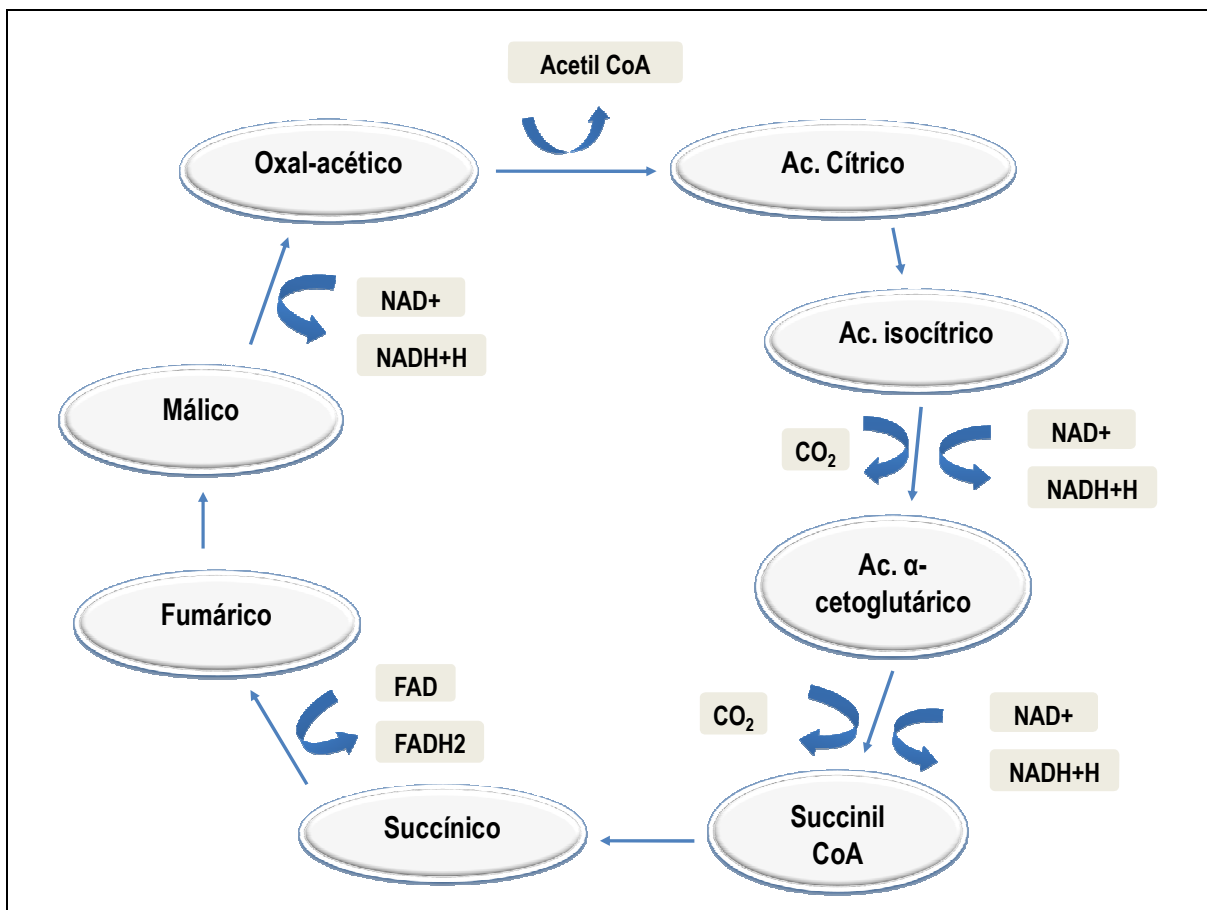 Acetil CoA
Oxal-acético
Ac. Cítrico
NAD+
NADH+H
Ac. isocítrico
Málico
CO₂
NAD+
NADH+H
Ac. α-
cetoglutárico
Fumárico
FAD
FADH2
CO₂
NAD+
NADH+H
Succínico
Succinil
CoA